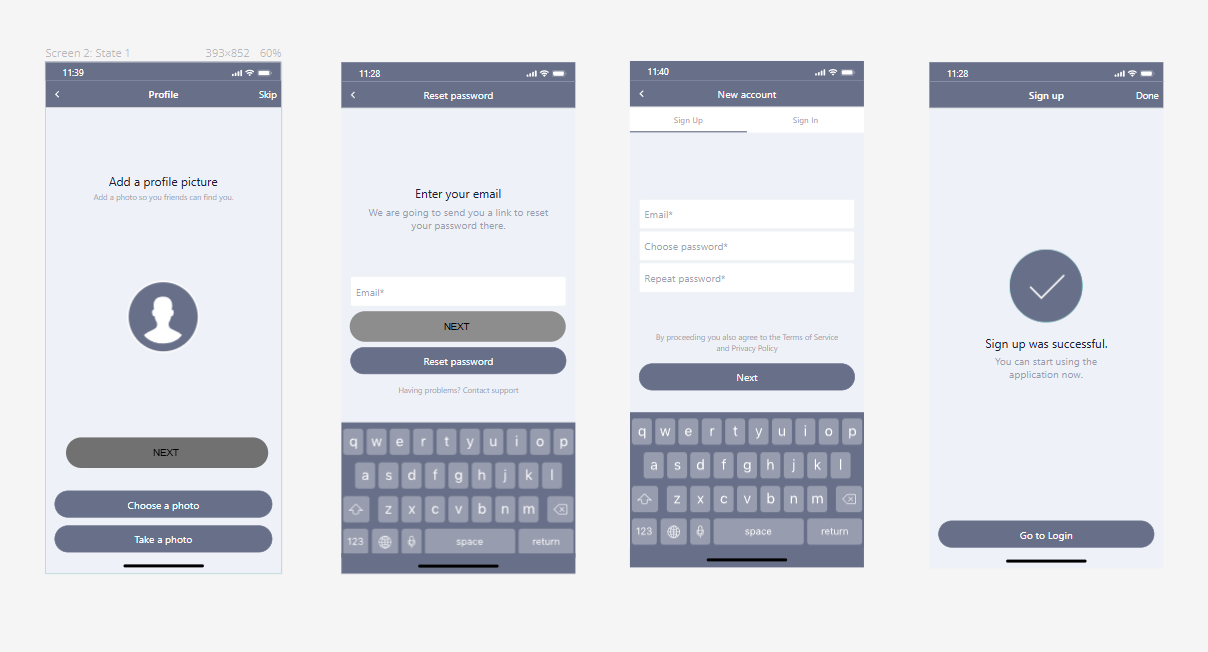 Screen 2: State 1 393×852 60%
11:39
Profile Skip
Add a profile picture
Add a photo so you friends can find you.
NEXT
Choose a photo
Take a photo
11:28
Reset password
Enter your email
We are going to send you a link to reset
your password there.
Email*
NEXT
Reset password
Having problems? Contact support
q w e r t y u i o p
a s d f g h j k l
z x c v b n m
123 space return
11:40
New account
Sign Up Sign In
Email*
Choose password*
Repeat password*
By proceeding you also agree to the Terms of Service
and Privacy Policy
Next
q w e r t y u i o p
a s d f g h j k l
z x c v b n m
123 space return
11:28
Sign up Done
Sign up was successful.
You can start using the
application now.
Go to Login